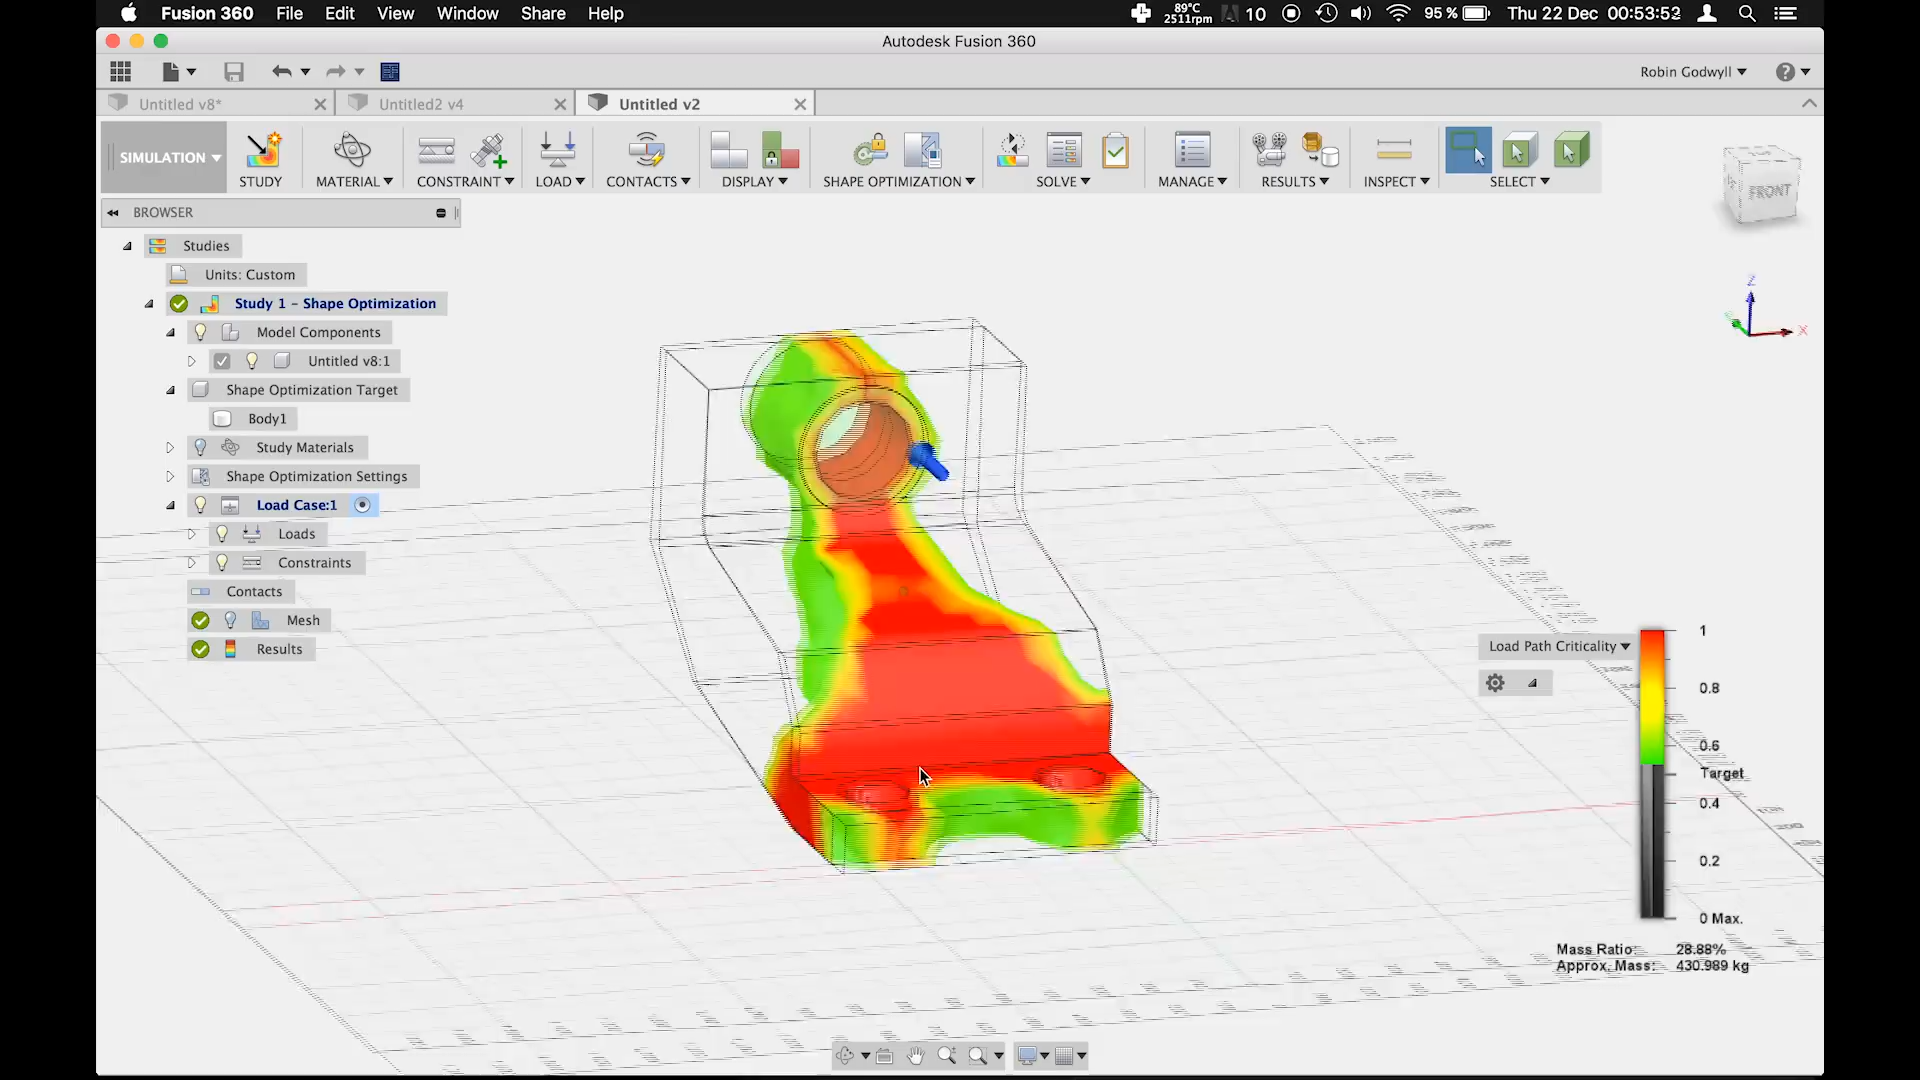 Fusion 360 File Edit View Window Share Help 89°C 2511rpm 10 95 % Thu 22 Dec 00:53:53
Autodesk Fusion 360
Robin Godwyll
Untitled v8* Untitled2 v4 Untitled v2
SIMULATION STUDY MATERIAL CONSTRAINT LOAD CONTACTS DISPLAY SHAPE OPTIMIZATION SOLVE MANAGE RESULTS INSPECT SELECT
FRONT
BROWSER
Studies
Units: Custom
Study 1 - Shape Optimization
Model Components
Untitled v8:1
Shape Optimization Target
Body1
Study Materials
Shape Optimization Settings
Load Case:1
Loads
Constraints
Contacts
Mesh
Results
Z
X
Load Path Criticality
1
0.8
0.6
Target
0.4
0.2
0 Max.
Mass Ratio: 28.88%
Approx. Mass: 430.989 kg